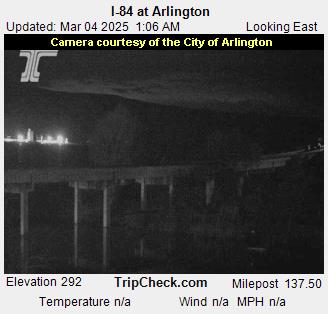 I-84 at Arlington
Updated: Mar 04 2025 1:06 AM Looking East
Camera courtesy of the City of Arlington
Elevation 292 TripCheck.com Milepost 137.50
Temperature n/a Wind n/a MPH n/a